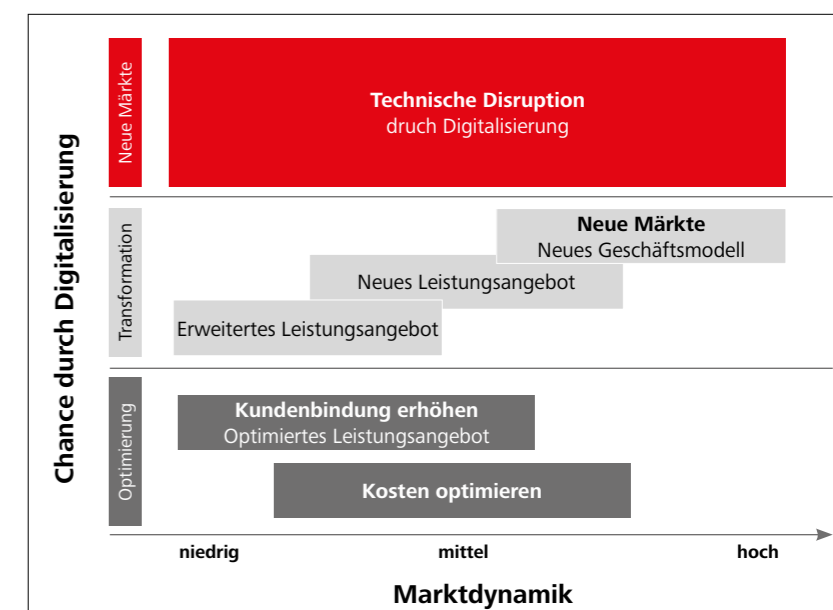 Chance durch Digitalisierung
Neue Märkte
Technische Disruption
druch Digitalisierung
Transformation
Neue Märkte
Neues Geschäftsmodell
Neues Leistungsangebot
Erweitertes Leistungsangebot
Optimierung
Kundenbindung erhöhen
Optimiertes Leistungsangebot
Kosten optimieren
niedrig mittel hoch
Marktdynamik